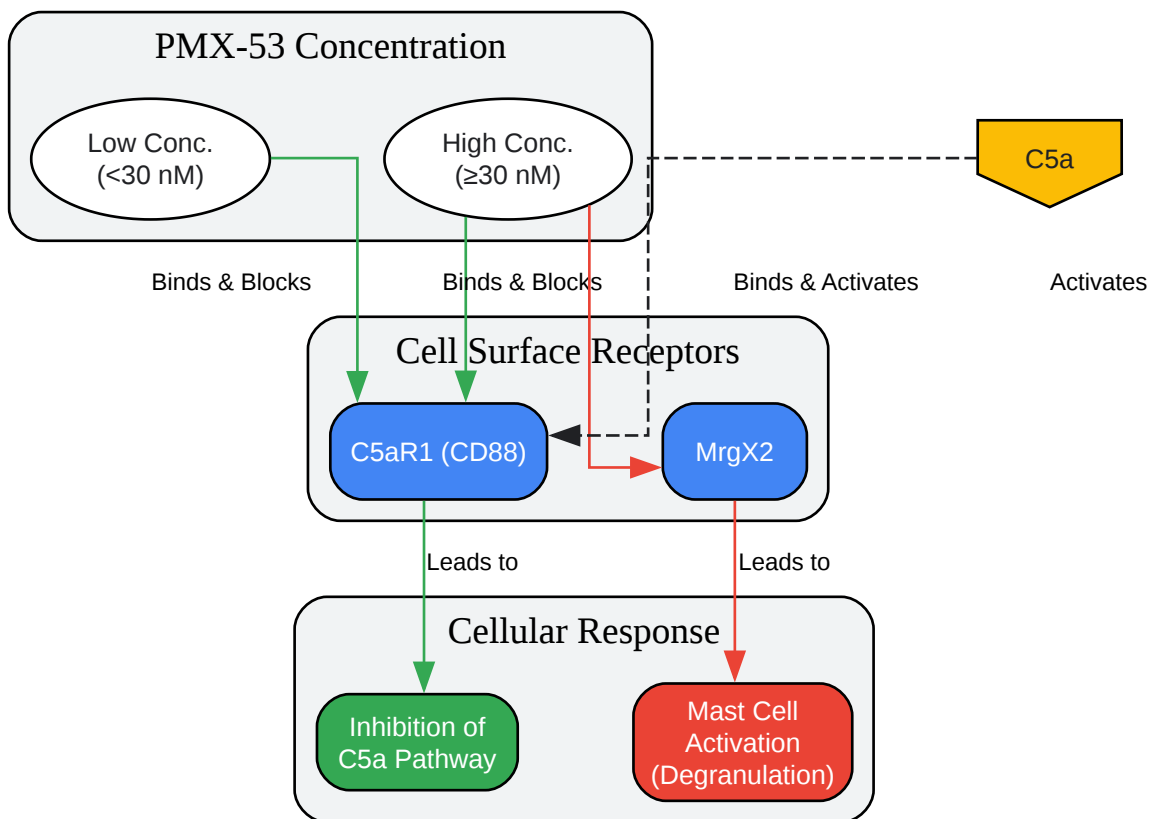 PMX-53 Concentration
Low Conc.
(<30 nM)
High Conc.
(≥30 nM)
C5a
Binds & Blocks
Binds & Blocks
Binds & Activates
Activates
Cell Surface Receptors
C5aR1 (CD88)
MrgX2
Leads to
Leads to
Cellular Response
Inhibition of
C5a Pathway
Mast Cell
Activation
(Degranulation)